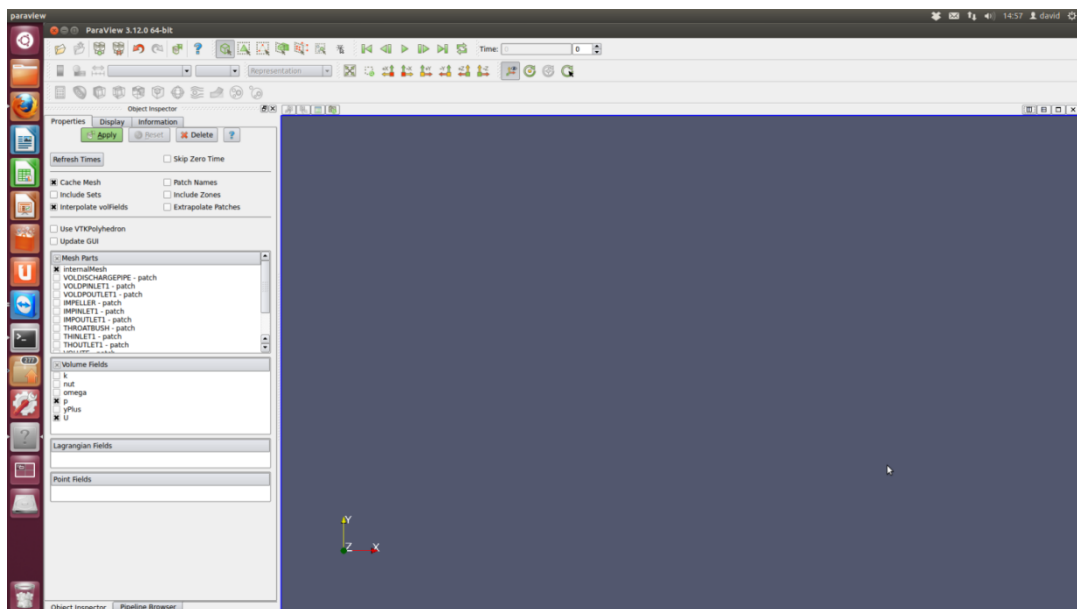 paraview
14:57 david
ParaView 3.12.0 64-bit
Time: 0 0
Representation
Object Inspector
Properties Display Information
Apply Reset Delete ?
Refresh Times Skip Zero Time
Cache Mesh Patch Names
Include Sets Include Zones
Interpolate volFields Extrapolate Patches
Use VTKPolyhedron
Update GUI
Mesh Parts
internalMesh
VOLDISCHARGEPIPE - patch
VOLDPINLET1 - patch
VOLDPOUTLET1 - patch
IMPELLER - patch
IMPINLET1 - patch
IMPOUTLET1 - patch
THROATBUSH - patch
THINLET1 - patch
THOUTLET1 - patch
VOLUTE - patch
Volume Fields
k
nut
omega
p
yPlus
U
Lagrangian Fields
Point Fields
Y
Z X
Object Inspector Pipeline Browser